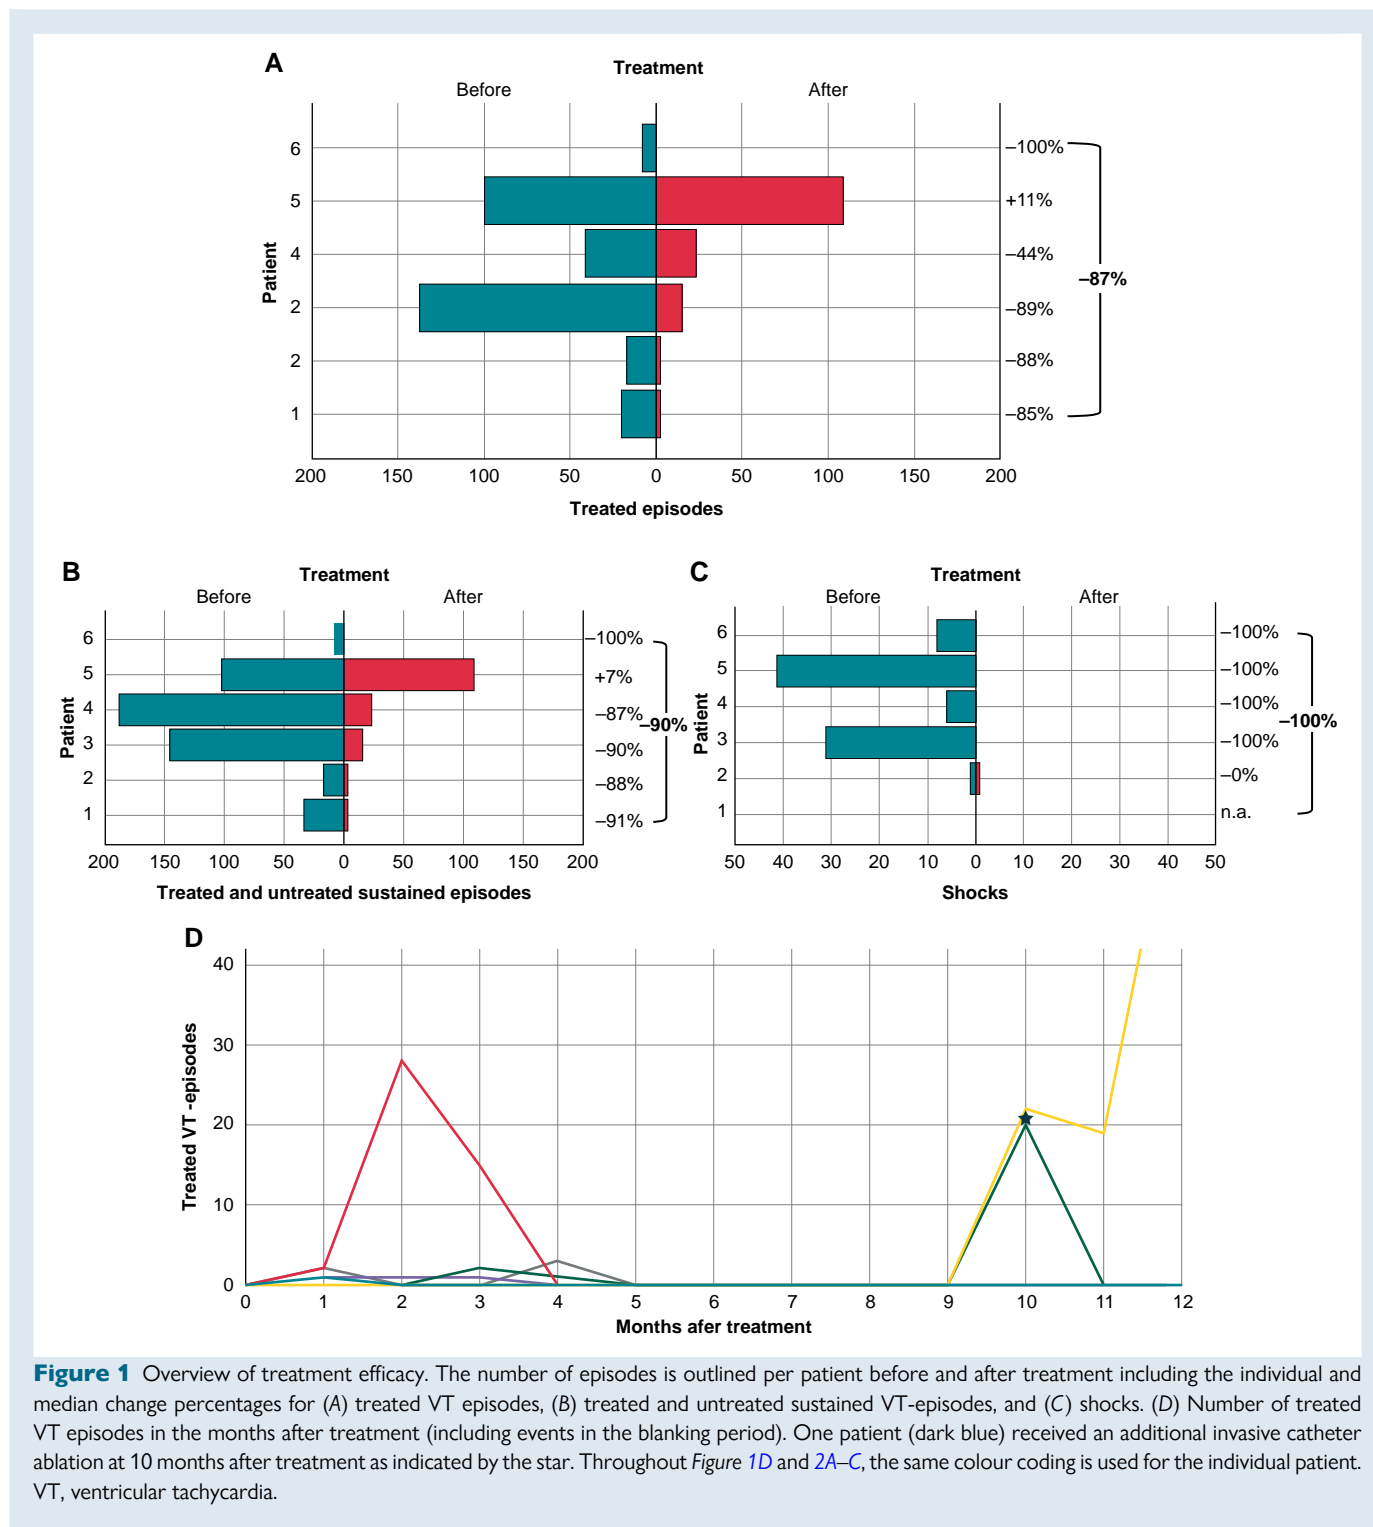 A
Treatment
Before After
6 –100%
5 +11%
4 –44%
–87%
2 –89%
2 –88%
1 –85%
Patient
200 150 100 50 0 50 100 150 200
Treated episodes
B
Treatment
Before After
6 –100%
5 +7%
4 –87%
–90%
3 –90%
2 –88%
1 –91%
Patient
200 150 100 50 0 50 100 150 200
Treated and untreated sustained episodes
C
Treatment
Before After
6 –100%
5 –100%
4 –100%
–100%
3 –100%
2 –0%
1 n.a.
Patient
50 40 30 20 10 0 10 20 30 40 50
Shocks
D
40
30
20
10
0
Treated VT -episodes
0 1 2 3 4 5 6 7 8 9 10 11 12
Months afer treatment
Figure 1 Overview of treatment efficacy. The number of episodes is outlined per patient before and after treatment including the individual and
median change percentages for (A) treated VT episodes, (B) treated and untreated sustained VT-episodes, and (C) shocks. (D) Number of treated
VT episodes in the months after treatment (including events in the blanking period). One patient (dark blue) received an additional invasive catheter
ablation at 10 months after treatment as indicated by the star. Throughout Figure 1D and 2A–C, the same colour coding is used for the individual patient.
VT, ventricular tachycardia.